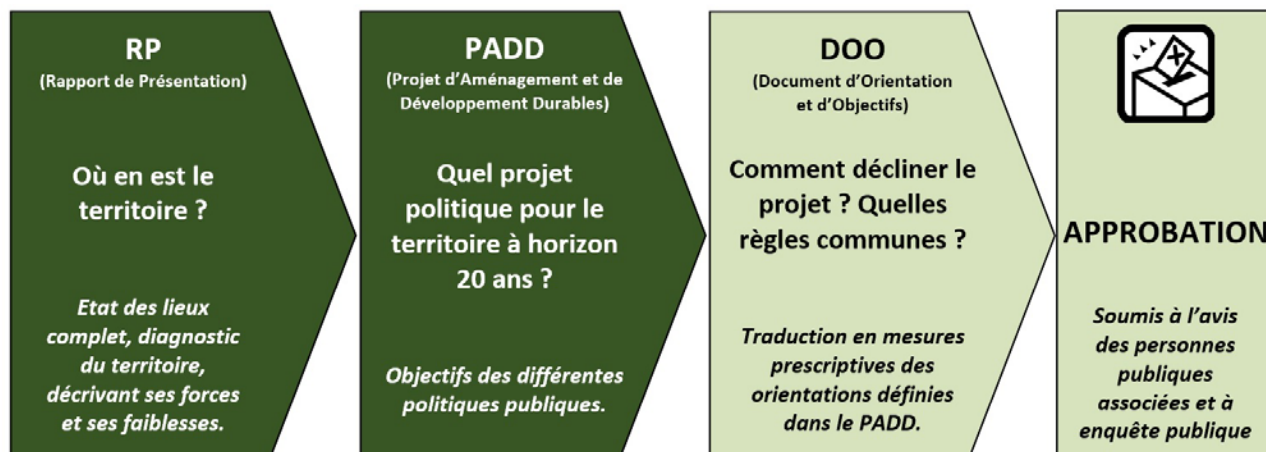 RP
(Rapport de Présentation)
Où en est le
territoire ?
Etat des lieux
complet, diagnostic
du territoire,
décrivant ses forces
et ses faiblesses.
PADD
(Projet d'Aménagement et de
Développement Durables)
Quel projet
politique pour le
territoire à horizon
20 ans ?
Objectifs des différentes
politiques publiques.
DOO
(Document d'Orientation
et d'Objectifs)
Comment décliner le
projet ? Quelles
règles communes ?
Traduction en mesures
prescriptives des
orientations définies
dans le PADD.
APPROBATION
Soumis à l'avis
des personnes
publiques
associées et à
enquête publique